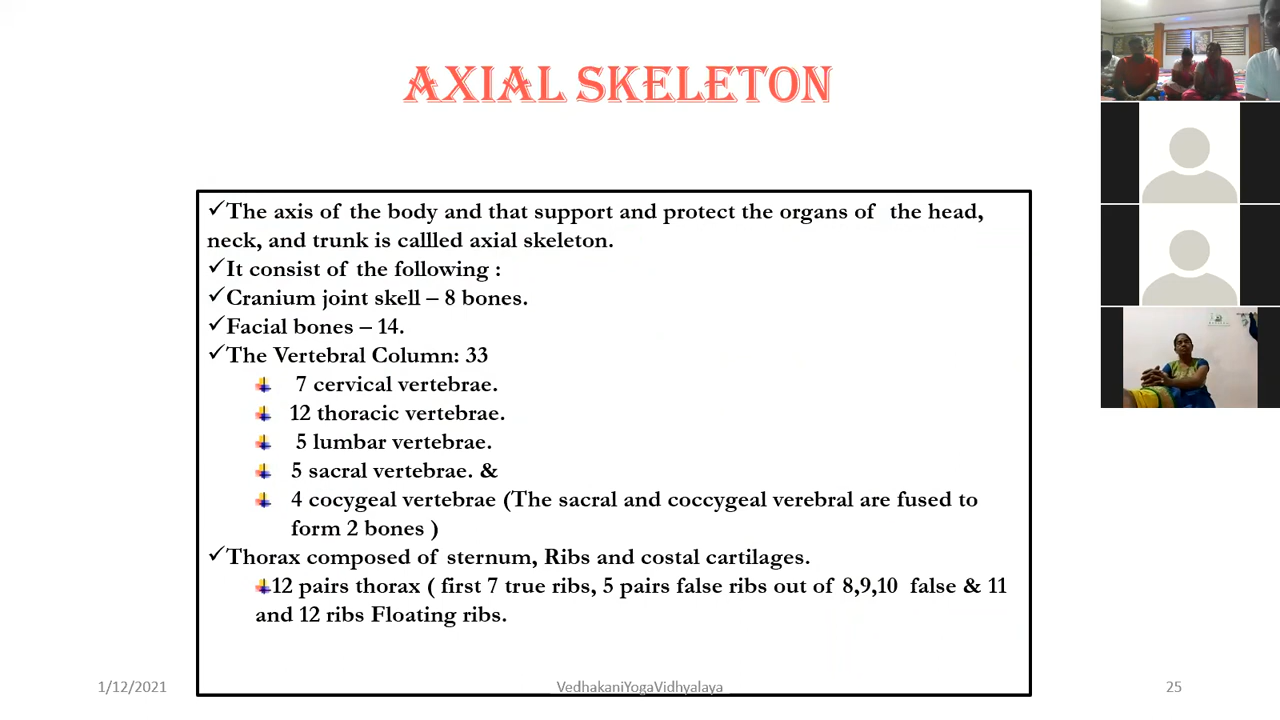 AXIAL SKELETON
✓The axis of the body and that support and protect the organs of the head,
neck, and trunk is callled axial skeleton.
✓It consist of the following :
✓Cranium joint skell – 8 bones.
✓Facial bones – 14.
✓The Vertebral Column: 33
7 cervical vertebrae.
12 thoracic vertebrae.
5 lumbar vertebrae.
5 sacral vertebrae. &
4 cocygeal vertebrae (The sacral and coccygeal verebral are fused to
form 2 bones )
✓Thorax composed of sternum, Ribs and costal cartilages.
12 pairs thorax ( first 7 true ribs, 5 pairs false ribs out of 8,9,10 false & 11
and 12 ribs Floating ribs.
1/12/2021
VedhakaniYogaVidhyalaya
25